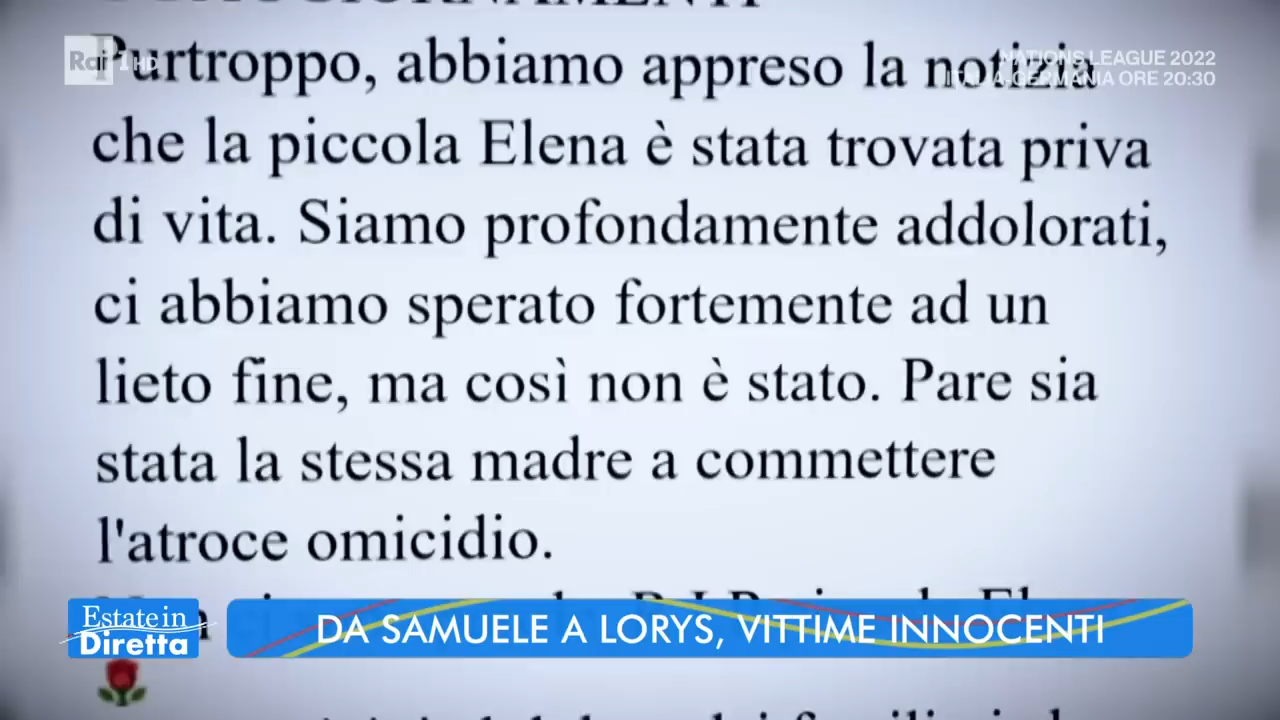 Rai 1 HD
NATIONS LEAGUE 2022
ITALIA-GERMANIA ORE 20:30
Purtroppo, abbiamo appreso la notizia
che la piccola Elena è stata trovata priva
di vita. Siamo profondamente addolorati,
ci abbiamo sperato fortemente ad un
lieto fine, ma così non è stato. Pare sia
stata la stessa madre a commettere
l'atroce omicidio.
Estate in
Diretta
DA SAMUELE A LORYS, VITTIME INNOCENTI